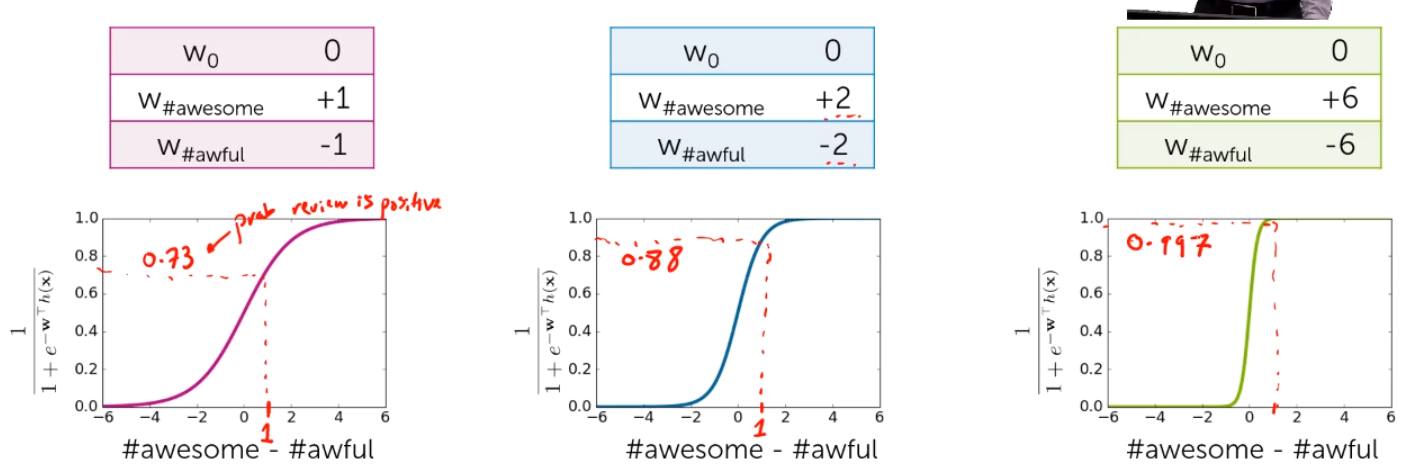 w0 0
w#awesome +1
w#awful -1
w0 0
w#awesome +2
w#awful -2
w0 0
w#awesome +6
w#awful -6
prob review is positive
0.73
1.0
0.8
0.6
0.4
0.2
0.0
-6 -4 -2 0 2 4 6
1
1 / 1 + e^−w⊤h(x)
#awesome - #awful
0.88
1.0
0.8
0.6
0.4
0.2
0.0
−6 −4 −2 0 2 4 6
1
1 / 1 + e^−w⊤h(x)
#awesome - #awful
0.997
1.0
0.8
0.6
0.4
0.2
0.0
−6 −4 −2 0 2 4 6
1
1 / 1 + e^−w⊤h(x)
#awesome - #awful